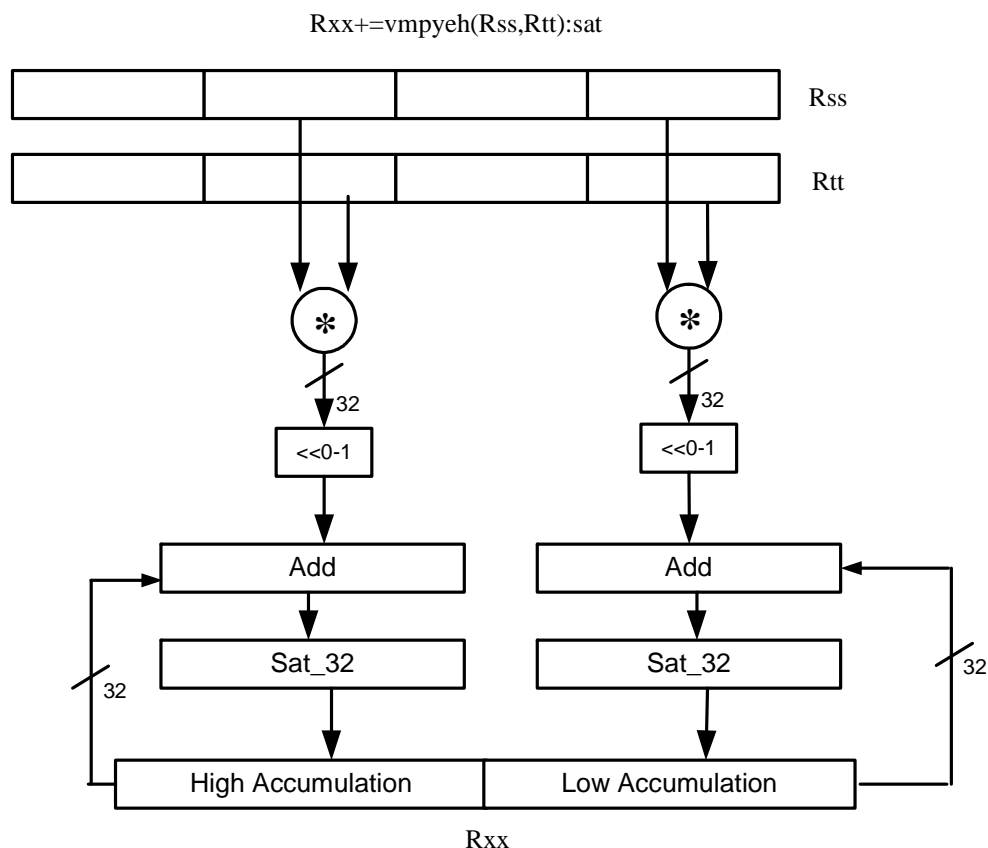 Rxx+=vmpyeh(Rss,Rtt):sat
Rss
Rtt
* *
32 32
<<0-1 <<0-1
Add Add
Sat_32 Sat_32
32 32
High Accumulation Low Accumulation
Rxx